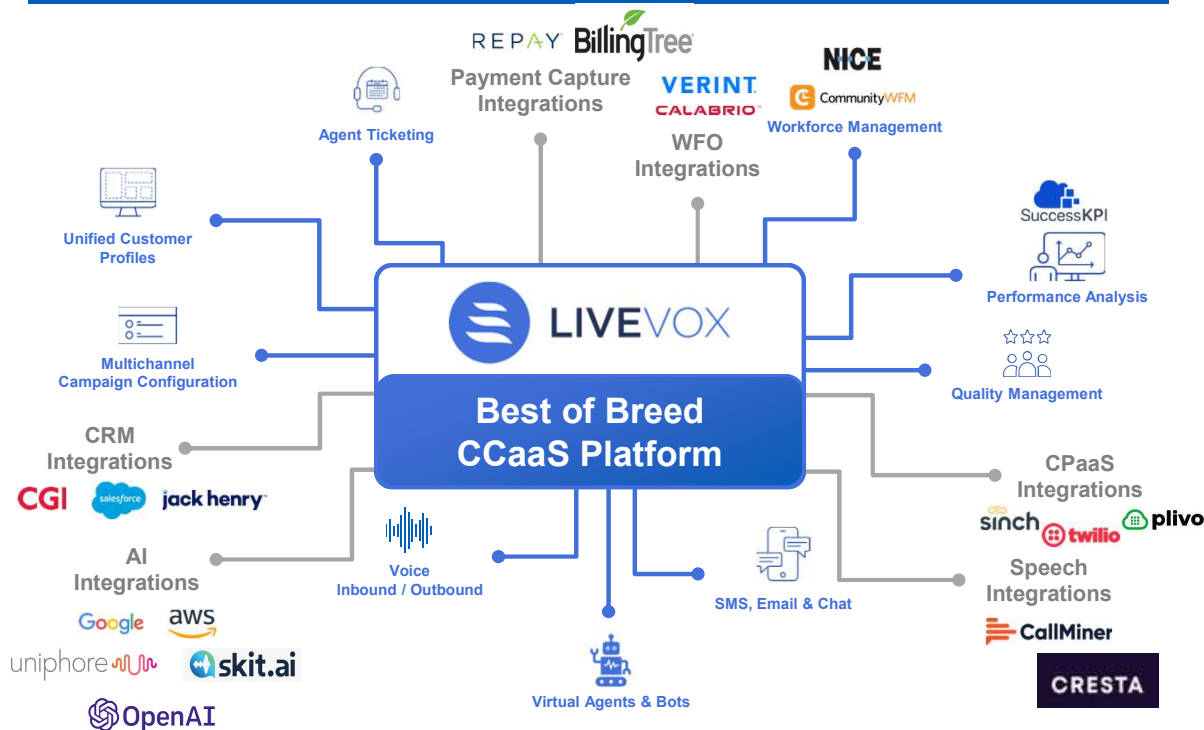 REPAY
BillingTree
Payment Capture
Integrations
VERINT
CALABRIO
WFO
Integrations
NICE
CommunityWFM
Workforce Management
Agent Ticketing
Unified Customer
Profiles
SuccessKPI
Performance Analysis
LIVEVOX
Multichannel
Campaign Configuration
Quality Management
Best of Breed
CCaaS Platform
CRM
Integrations
CGI
salesforce
jack henry
CPaaS
Integrations
sinch
twilio
plivo
AI
Integrations
Google
aws
uniphore
skit.ai
OpenAI
Voice
Inbound / Outbound
Virtual Agents & Bots
SMS, Email & Chat
Speech
Integrations
CallMiner
CRESTA